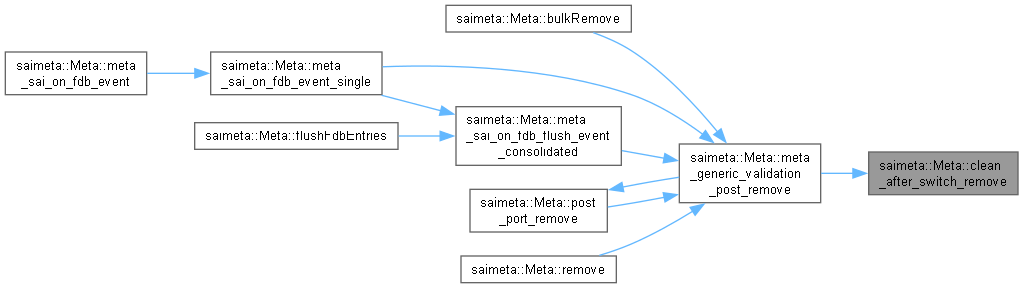 saimeta::Meta::bulkRemove
saimeta::Meta::meta
_sai_on_fdb_event
saimeta::Meta::meta
_sai_on_fdb_event_single
saimeta::Meta::flushFdbEntries
saimeta::Meta::meta
_sai_on_fdb_flush_event
_consolidated
saimeta::Meta::post
_port_remove
saimeta::Meta::remove
saimeta::Meta::meta
_generic_validation
_post_remove
saimeta::Meta::clean
_after_switch_remove